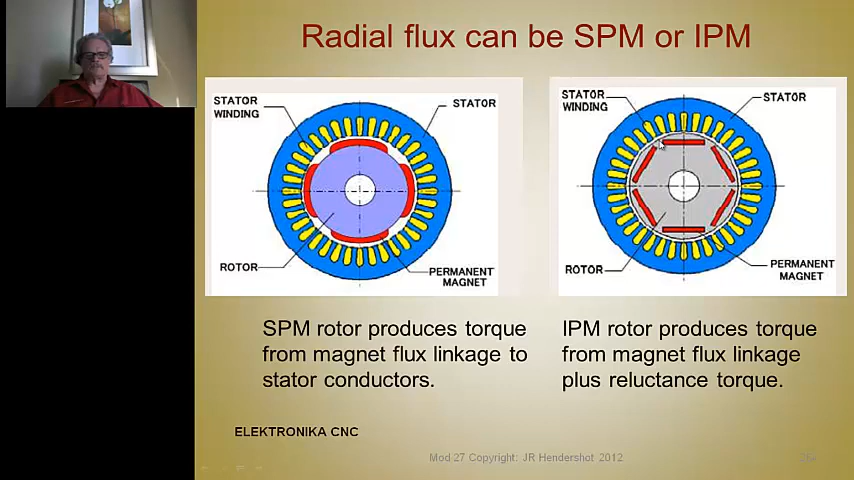 Radial flux can be SPM or IPM
STATOR
WINDING
STATOR
ROTOR
PERMANENT
MAGNET
STATOR
WINDING
STATOR
ROTOR
PERMANENT
MAGNET
SPM rotor produces torque
from magnet flux linkage to
stator conductors.
IPM rotor produces torque
from magnet flux linkage
plus reluctance torque.
ELEKTRONIKA CNC
Mod 27 Copyright: JR Hendershot 2012